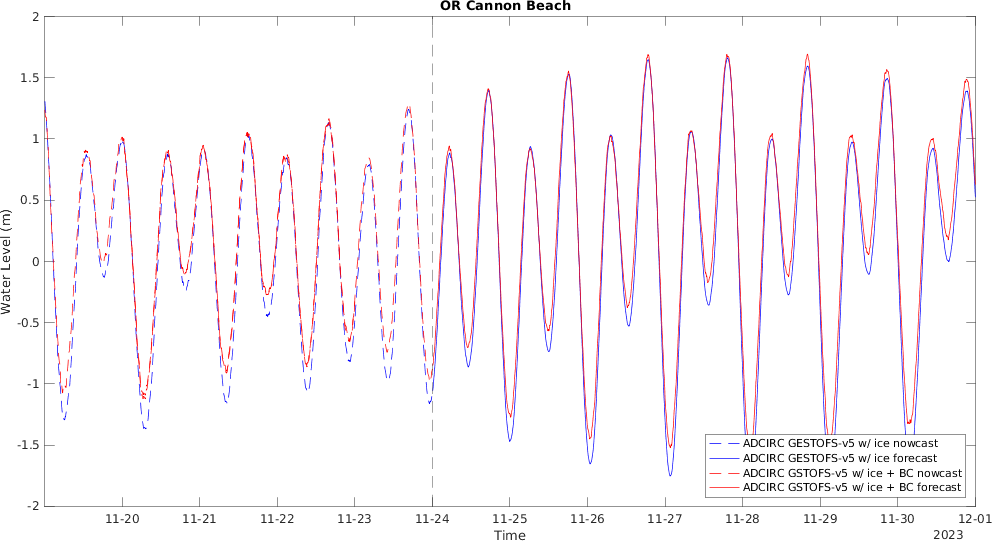 OR Cannon Beach
2
1.5
1
0.5
0
-0.5
-1
-1.5
-2
Water Level (m)
ADCIRC GESTOFS-v5 w/ ice nowcast
ADCIRC GESTOFS-v5 w/ ice forecast
ADCIRC GSTOFS-v5 w/ ice + BC nowcast
ADCIRC GSTOFS-v5 w/ ice + BC forecast
11-20 11-21 11-22 11-23 11-24 11-25 11-26 11-27 11-28 11-29 11-30 12-01
Time
2023